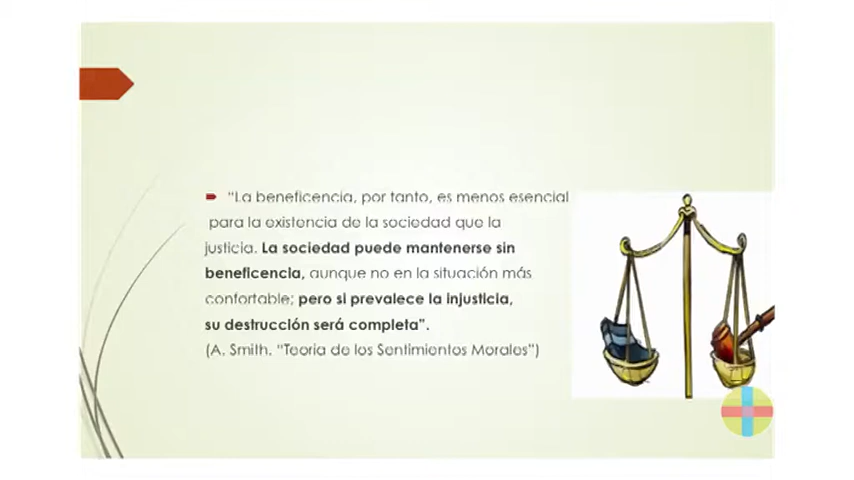 “La beneficencia, por tanto, es menos esencial
para la existencia de la sociedad que la
justicia. La sociedad puede mantenerse sin
beneficencia, aunque no en la situación más
confortable; pero si prevalece la injusticia,
su destrucción será completa”.
(A. Smith. “Teoría de los Sentimientos Morales”)